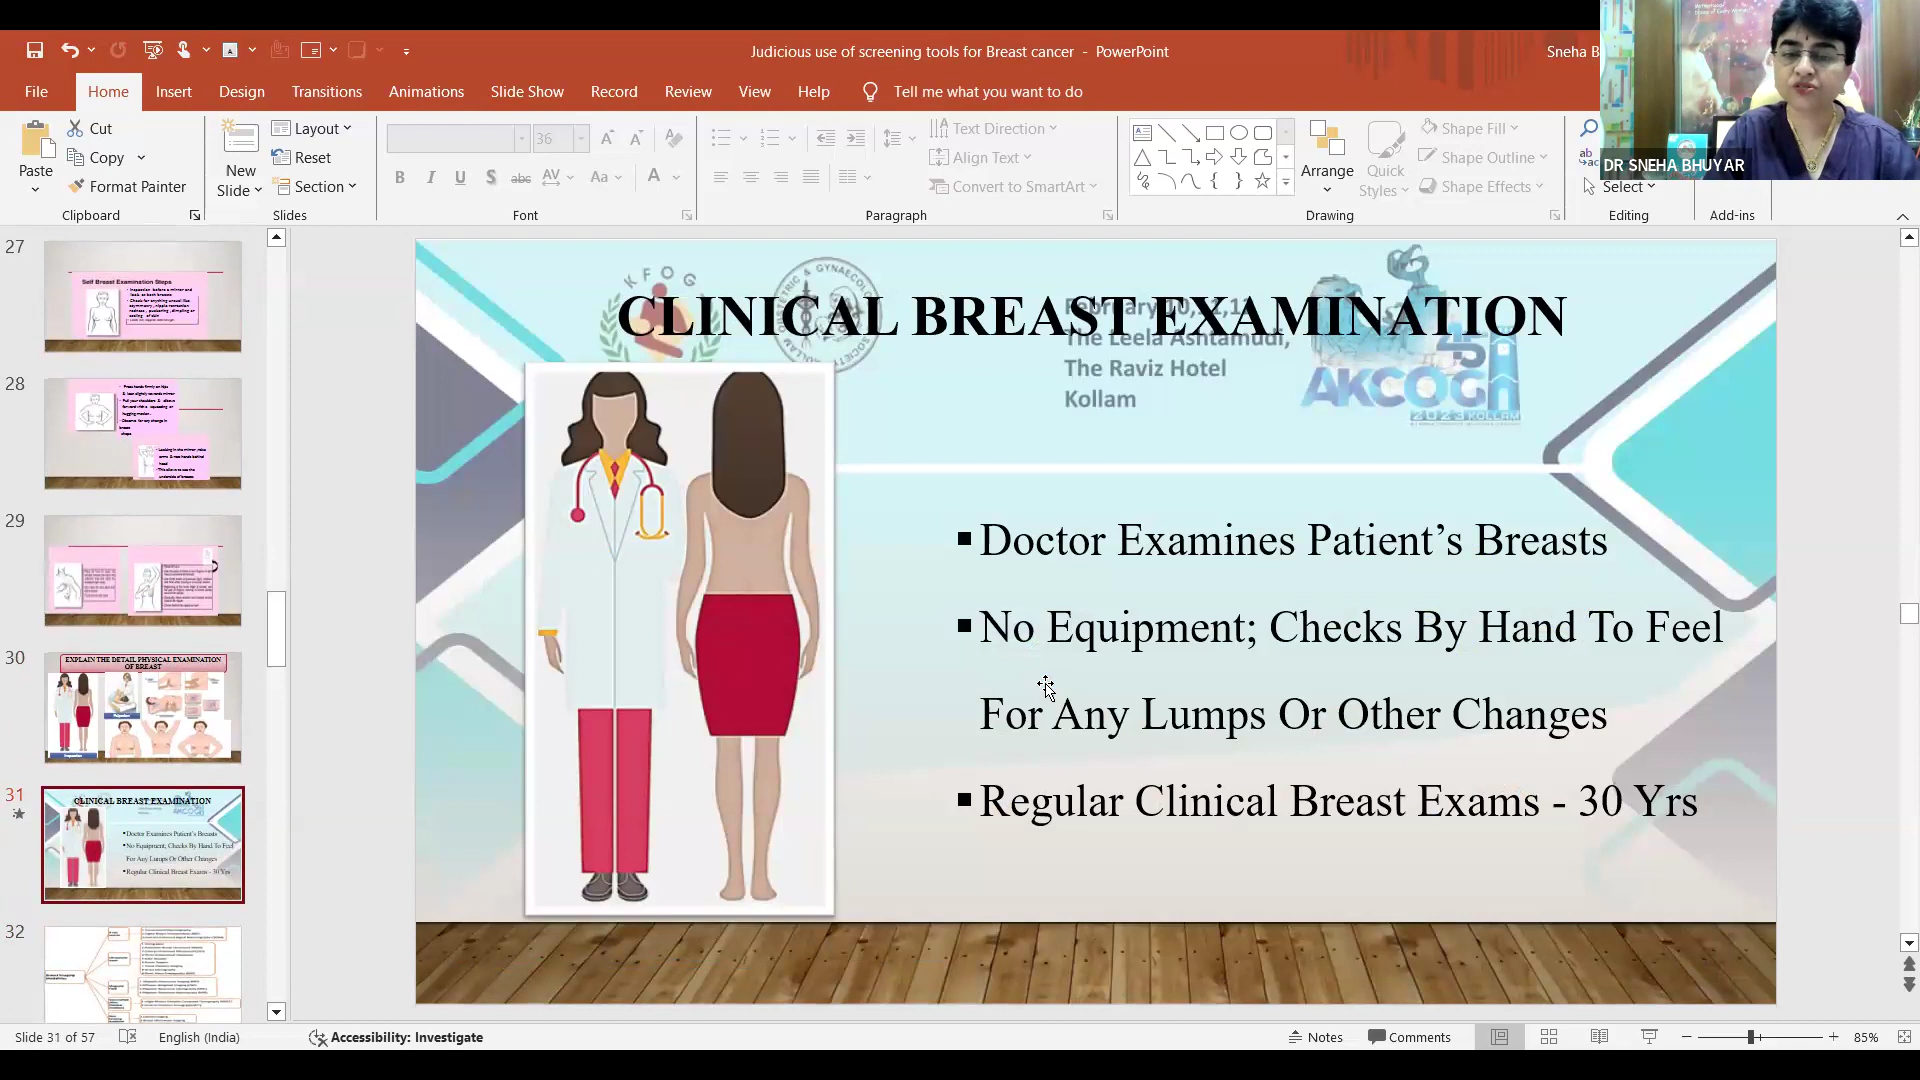 Judicious use of screening tools for Breast cancer - PowerPoint
Sneha B
File Home Insert Design Transitions Animations Slide Show Record Review View Help Tell me what you want to do
Paste
Cut
Copy
Format Painter
Clipboard
New Slide
Layout
Reset
Section
Slides
36
Font
Text Direction
Align Text
Convert to SmartArt
Paragraph
Arrange
Quick Styles
Shape Fill
Shape Outline
Shape Effects
Drawing
Select
Editing
Add-ins
DR SNEHA BHUYAR
27
Self Breast Examination Steps
28
29
30
EXPLAIN THE DETAIL PHYSICAL EXAMINATION
OF BREAST
31
CLINICAL BREAST EXAMINATION
AKCOG
Doctor Examines Patient's Breasts
No Equipment; Checks By Hand To Feel
For Any Lumps Or Other Changes
Regular Clinical Breast Exams - 30 Yrs
32
KFOG
CLINICAL BREAST EXAMINATION
The Leela Ashtamudi,
The Raviz Hotel
Kollam
AKCOG
2023 KOLLAM
▪Doctor Examines Patient’s Breasts
▪No Equipment; Checks By Hand To Feel
For Any Lumps Or Other Changes
▪Regular Clinical Breast Exams - 30 Yrs
Slide 31 of 57 English (India) Accessibility: Investigate Notes Comments 85%